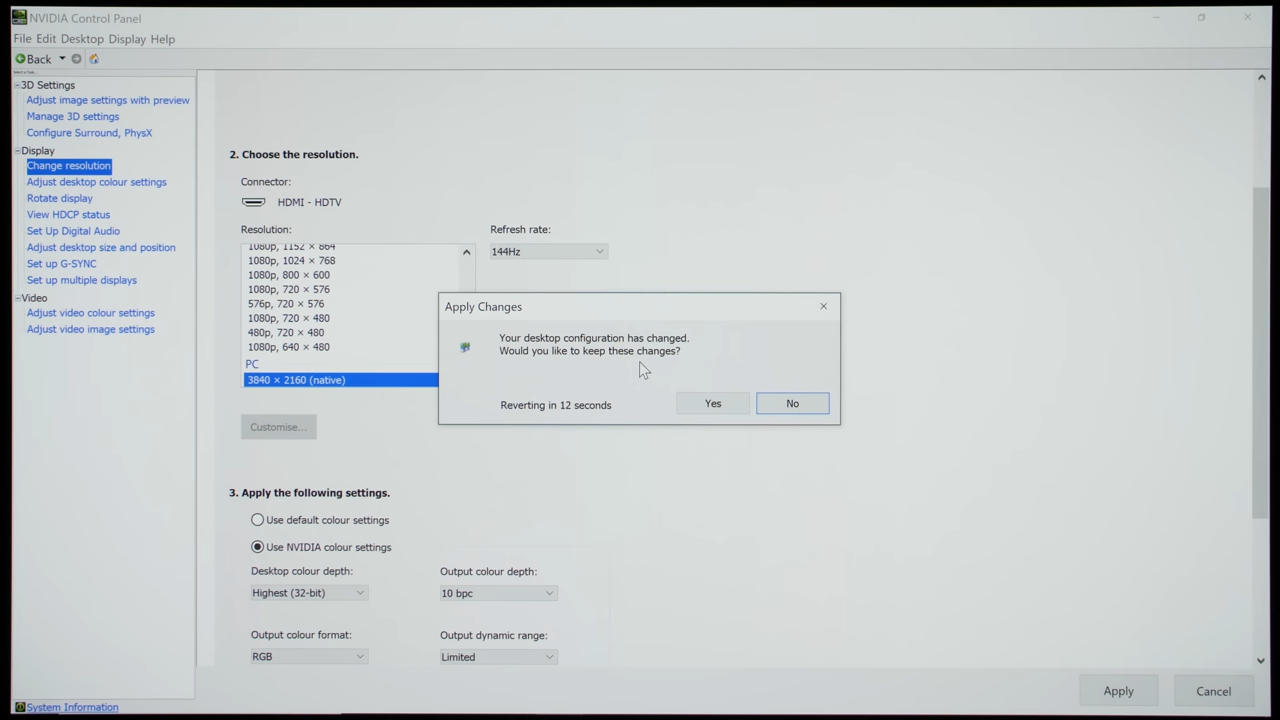 NVIDIA Control Panel
File Edit Desktop Display Help
Back
Select a Task...
3D Settings
Adjust image settings with preview
Manage 3D settings
Configure Surround, PhysX
Display
Change resolution
Adjust desktop colour settings
Rotate display
View HDCP status
Set Up Digital Audio
Adjust desktop size and position
Set up G-SYNC
Set up multiple displays
Video
Adjust video colour settings
Adjust video image settings
System Information
2. Choose the resolution.
Connector:
HDMI - HDTV
Resolution:
1080p, 1152 × 864
1080p, 1024 × 768
1080p, 800 × 600
1080p, 720 × 576
576p, 720 × 576
1080p, 720 × 480
480p, 720 × 480
1080p, 640 × 480
PC
3840 × 2160 (native)
Refresh rate:
144Hz
Customise...
Apply Changes
Your desktop configuration has changed.
Would you like to keep these changes?
Reverting in 12 seconds
Yes
No
3. Apply the following settings.
Use default colour settings
Use NVIDIA colour settings
Desktop colour depth:
Highest (32-bit)
Output colour depth:
10 bpc
Output colour format:
RGB
Output dynamic range:
Limited
Apply
Cancel